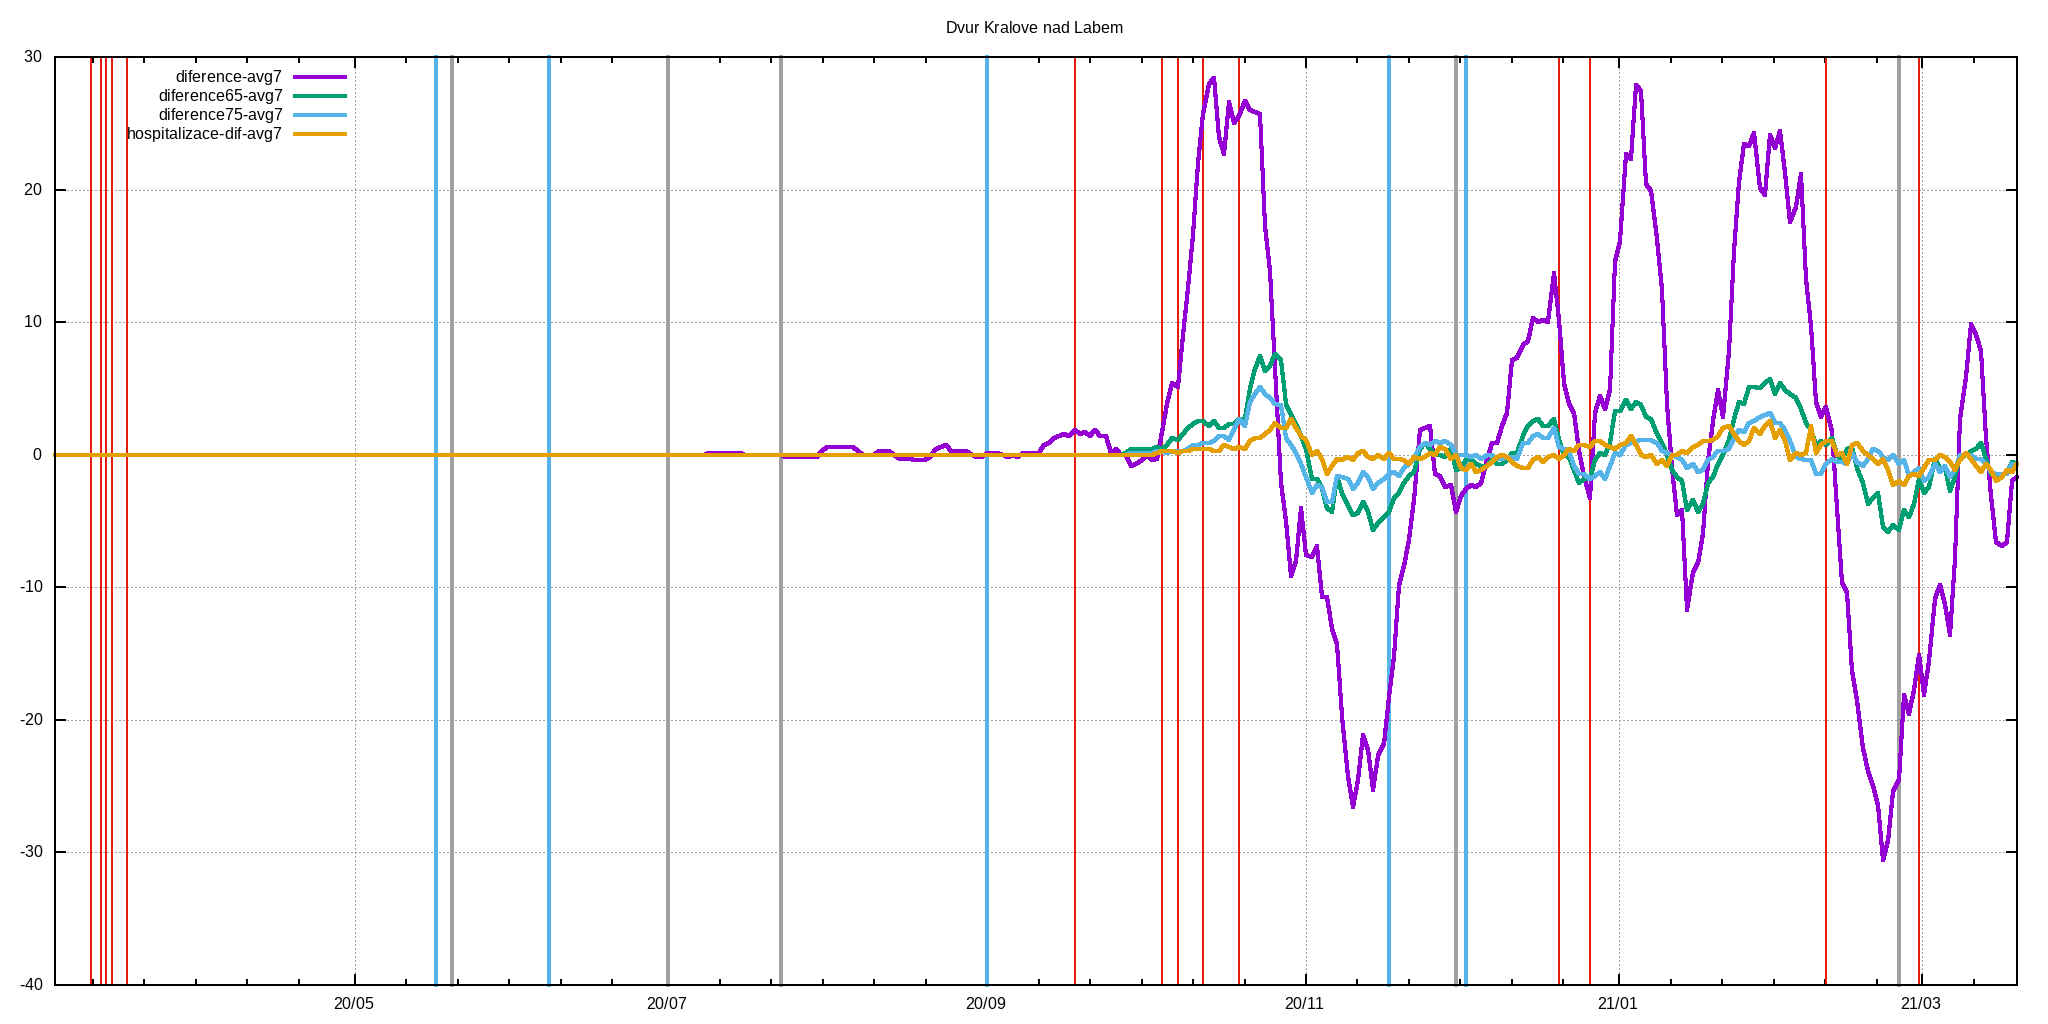 Dvur Kralove nad Labem
diference-avg7
diference65-avg7
diference75-avg7
hospitalizace-dif-avg7
30
20
10
0
-10
-20
-30
-40
20/05
20/07
20/09
20/11
21/01
21/03